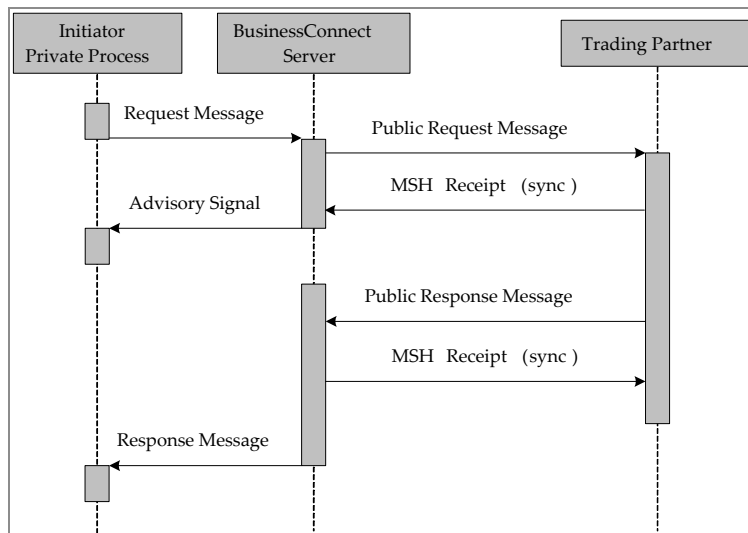 Initiator
Private Process
BusinessConnect
Server
Trading Partner
Request Message
Public Request Message
MSH Receipt (sync )
Advisory Signal
Public Response Message
MSH Receipt (sync )
Response Message